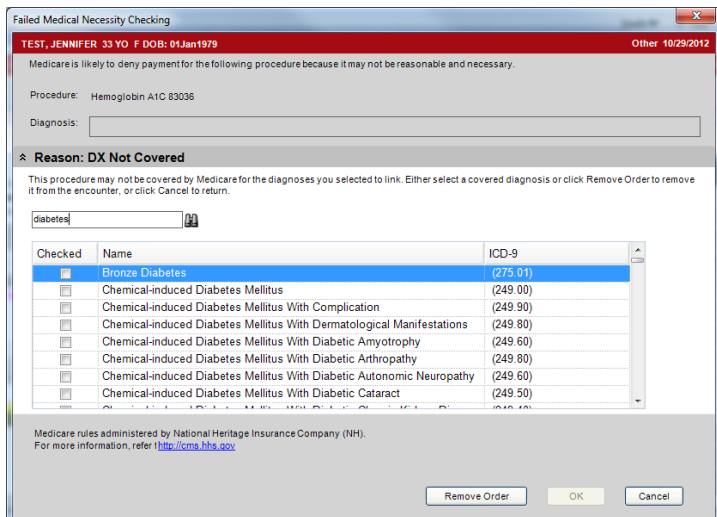 Failed Medical Necessity Checking
TEST, JENNIFER 33 YO F DOB: 01Jan1979 Other 10/29/2012
Medicare is likely to deny payment for the following procedure because it may not be reasonable and necessary.
Procedure: Hemoglobin A1C 83036
Diagnosis:
Reason: DX Not Covered
This procedure may not be covered by Medicare for the diagnoses you selected to link. Either select a covered diagnosis or click Remove Order to remove
it from the encounter, or click Cancel to return.
diabetes
Checked Name ICD-9
Bronze Diabetes (275.01)
Chemical-induced Diabetes Mellitus (249.00)
Chemical-induced Diabetes Mellitus With Complication (249.90)
Chemical-induced Diabetes Mellitus With Dermatological Manifestations (249.80)
Chemical-induced Diabetes Mellitus With Diabetic Amyotrophy (249.60)
Chemical-induced Diabetes Mellitus With Diabetic Arthropathy (249.80)
Chemical-induced Diabetes Mellitus With Diabetic Autonomic Neuropathy (249.60)
Chemical-induced Diabetes Mellitus With Diabetic Cataract (249.50)
Medicare rules administered by National Heritage Insurance Company (NH).
For more information, refer t http://cms.hhs.gov
Remove Order OK Cancel